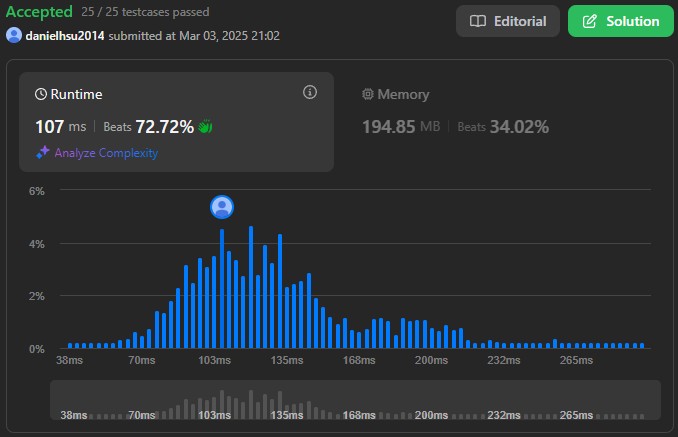 Accepted 25 / 25 testcases passed
Editorial
Solution
danielhsu2014 submitted at Mar 03, 2025 21:02
Runtime
107 ms | Beats 72.72%
Analyze Complexity
Memory
194.85 MB | Beats 34.02%
6%
4%
2%
0%
38ms 70ms 103ms 135ms 168ms 200ms 232ms 265ms
38ms 70ms 103ms 135ms 168ms 200ms 232ms 265ms